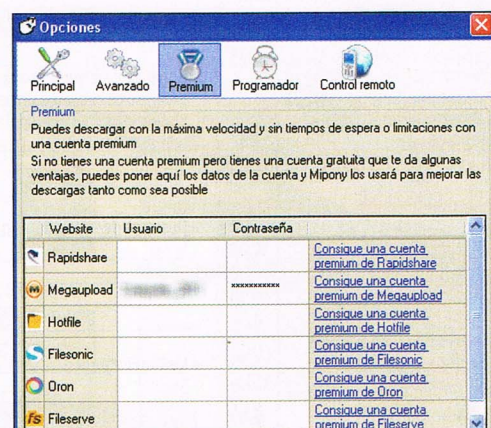 Opciones
Principal Avanzado Premium Programador Control remoto
Premium
Puedes descargar con la máxima velocidad y sin tiempos de espera o limitaciones con
una cuenta premium
Si no tienes una cuenta premium pero tienes una cuenta gratuita que te da algunas
ventajas, puedes poner aquí los datos de la cuenta y Mipony los usará para mejorar las
descargas tanto como sea posible
Website Usuario Contraseña
Rapidshare
Consigue una cuenta
premium de Rapidshare
Megaupload xxxxxxxxxxx
Consigue una cuenta
premium de Megaupload
Hotfile
Consigue una cuenta
premium de Hotfile
Filesonic
Consigue una cuenta
premium de Filesonic
Oron
Consigue una cuenta
premium de Oron
fs Fileserve
Consigue una cuenta
premium de Fileserve